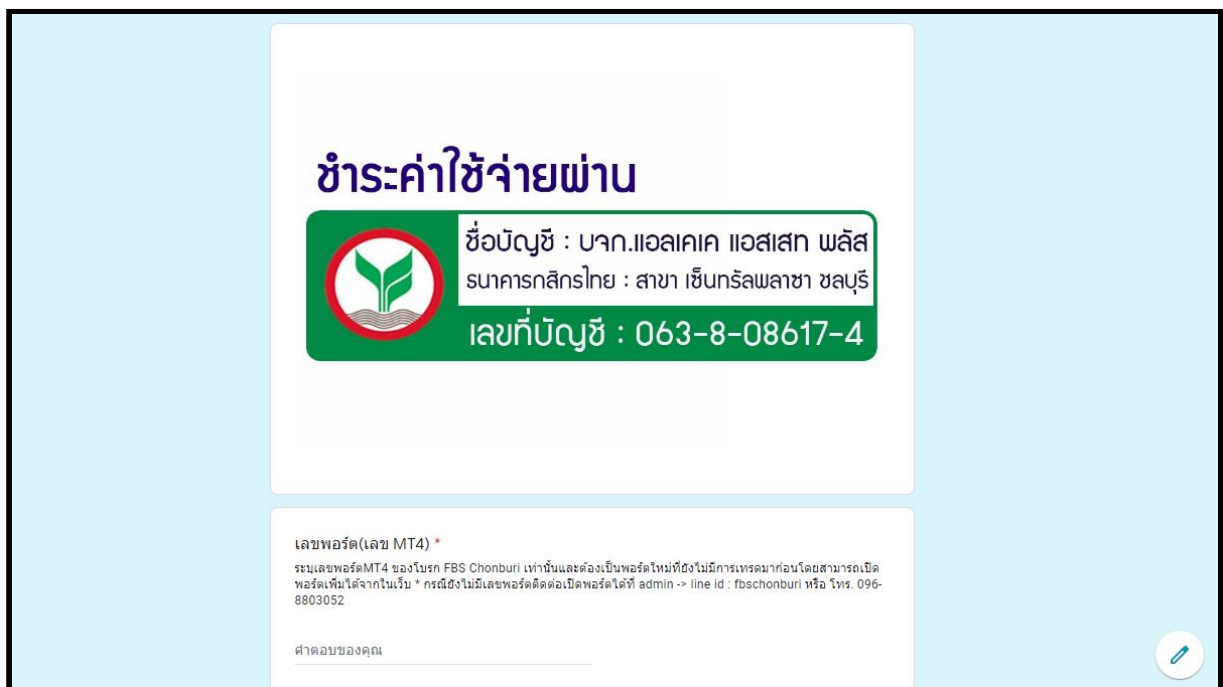 ชำระค่าใช้จ่ายผ่าน
ชื่อบัญชี : บจก.แอลเคเค แอสเสท พลัส
ธนาคารกสิกรไทย : สาขา เซ็นทรัลพลาซา ชลบุรี
เลขที่บัญชี : 063-8-08617-4
เลขพอร์ต(เลข MT4) *
ระบุเลขพอร์ตMT4 ของโบรก FBS Chonburi เท่านั้นและต้องเป็นพอร์ตใหม่ที่ยังไม่มีการเทรดมาก่อนโดยสามารถเปิด
พอร์ตเพิ่มได้จากในเว็บ * กรณียังไม่มีเลขพอร์ตติดต่อเปิดพอร์ตได้ที่ admin -> line id : fbschonburi หรือ โทร. 096-
8803052
คำตอบของคุณ